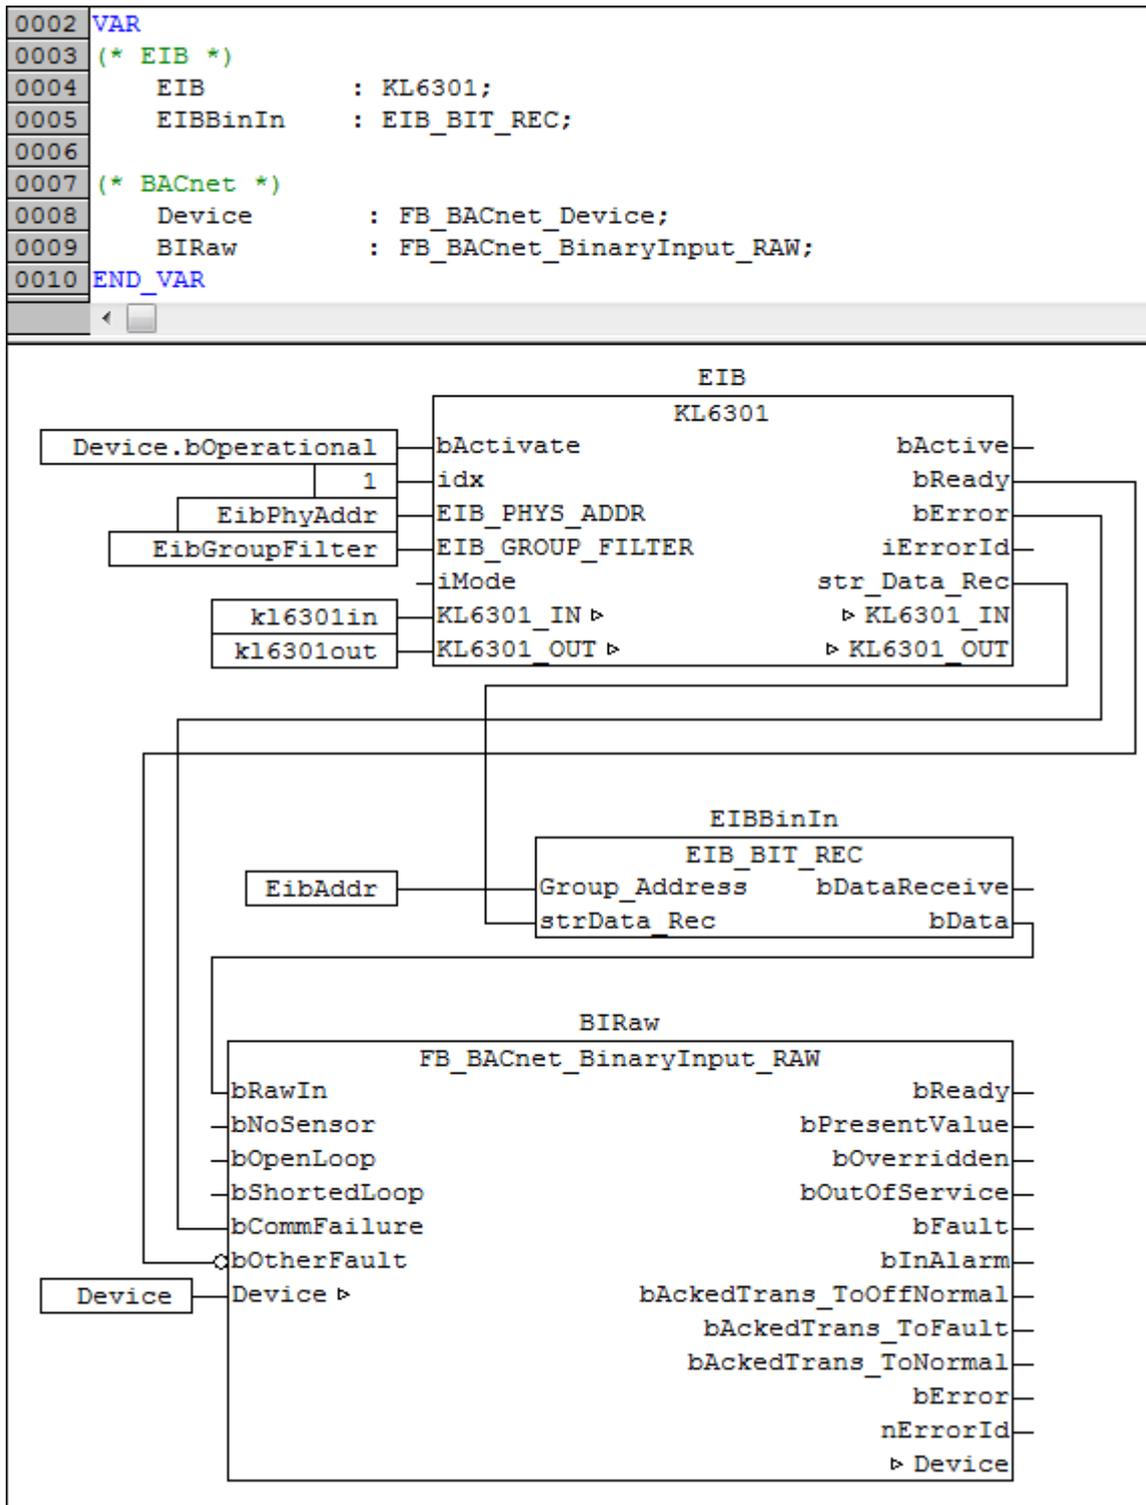 0002 VAR
0003 (* EIB *)
0004 EIB : KL6301;
0005 EIBBinIn : EIB_BIT_REC;
0006
0007 (* BACnet *)
0008 Device : FB_BACnet_Device;
0009 BIRaw : FB_BACnet_BinaryInput_RAW;
0010 END_VAR
EIB
KL6301
Device.bOperational bActivate bActive
1 idx bReady
EibPhyAddr EIB_PHYS_ADDR bError
EibGroupFilter EIB_GROUP_FILTER iErrorId
iMode str_Data_Rec
kl6301in KL6301_IN ▷ ▷ KL6301_IN
kl6301out KL6301_OUT ▷ ▷ KL6301_OUT
EIBBinIn
EIB_BIT_REC
EibAddr Group_Address bDataReceive
strData_Rec bData
BIRaw
FB_BACnet_BinaryInput_RAW
bRawIn bReady
bNoSensor bPresentValue
bOpenLoop bOverridden
bShortedLoop bOutOfService
bCommFailure bFault
bOtherFault bInAlarm
Device Device ▷ bAckedTrans_ToOffNormal
bAckedTrans_ToFault
bAckedTrans_ToNormal
bError
nErrorId
▷ Device